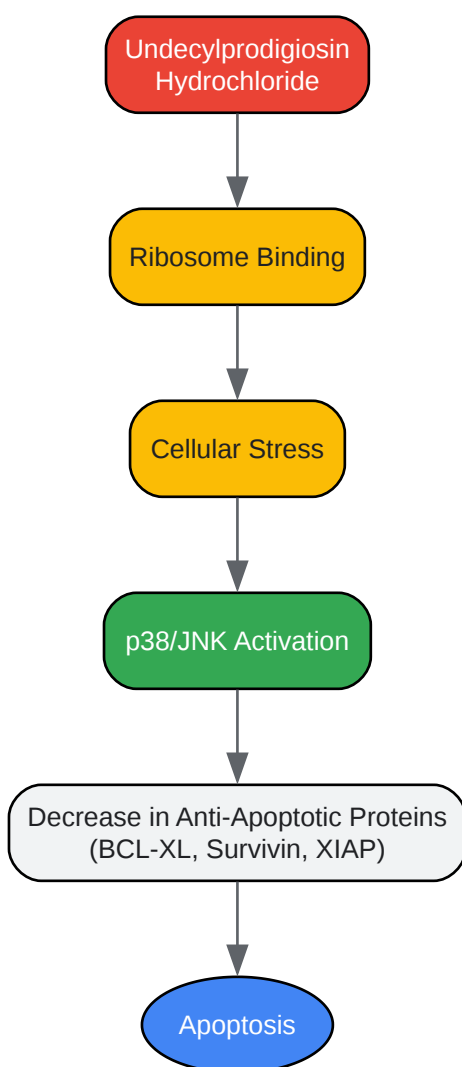 Undecylprodigiosin
Hydrochloride
Ribosome Binding
Cellular Stress
p38/JNK Activation
Decrease in Anti-Apoptotic Proteins
(BCL-XL, Survivin, XIAP)
Apoptosis